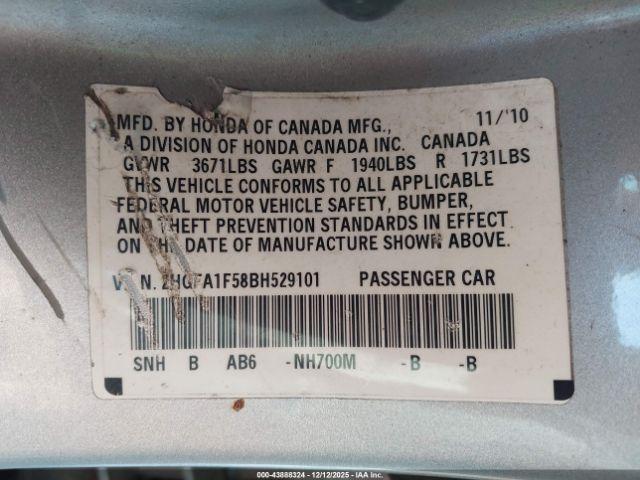 MFD. BY HONDA OF CANADA MFG., 11/'10
A DIVISION OF HONDA CANADA INC. CANADA
GVWR 3671LBS GAWR F 1940LBS R 1731LBS
THIS VEHICLE CONFORMS TO ALL APPLICABLE
FEDERAL MOTOR VEHICLE SAFETY, BUMPER,
AND THEFT PREVENTION STANDARDS IN EFFECT
ON THE DATE OF MANUFACTURE SHOWN ABOVE.
V.I.N. 2HGFA1F58BH529101 PASSENGER CAR
SNH B AB6 -NH700M -B -B
000-43888324 | 12/12/2025 - IAA Inc.